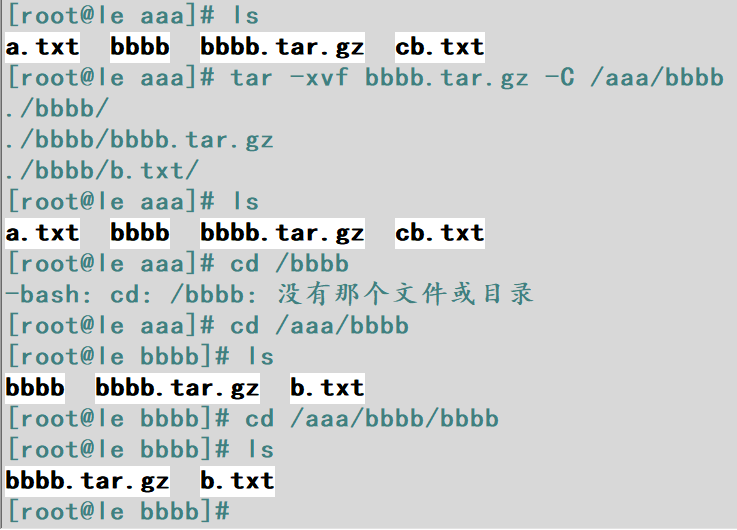 [root@le aaa]# ls
a.txt  bbbb  bbbb.tar.gz  cb.txt
[root@le aaa]# tar -xvf bbbb.tar.gz -C /aaa/bbbb
./bbbb/
./bbbb/bbbb.tar.gz
./bbbb/b.txt/
[root@le aaa]# ls
a.txt  bbbb  bbbb.tar.gz  cb.txt
[root@le aaa]# cd /bbbb
-bash: cd: /bbbb: 没有那个文件或目录
[root@le aaa]# cd /aaa/bbbb
[root@le bbbb]# ls
bbbb  bbbb.tar.gz  b.txt
[root@le bbbb]# cd /aaa/bbbb/bbbb
[root@le bbbb]# ls
bbbb.tar.gz  b.txt
[root@le bbbb]#